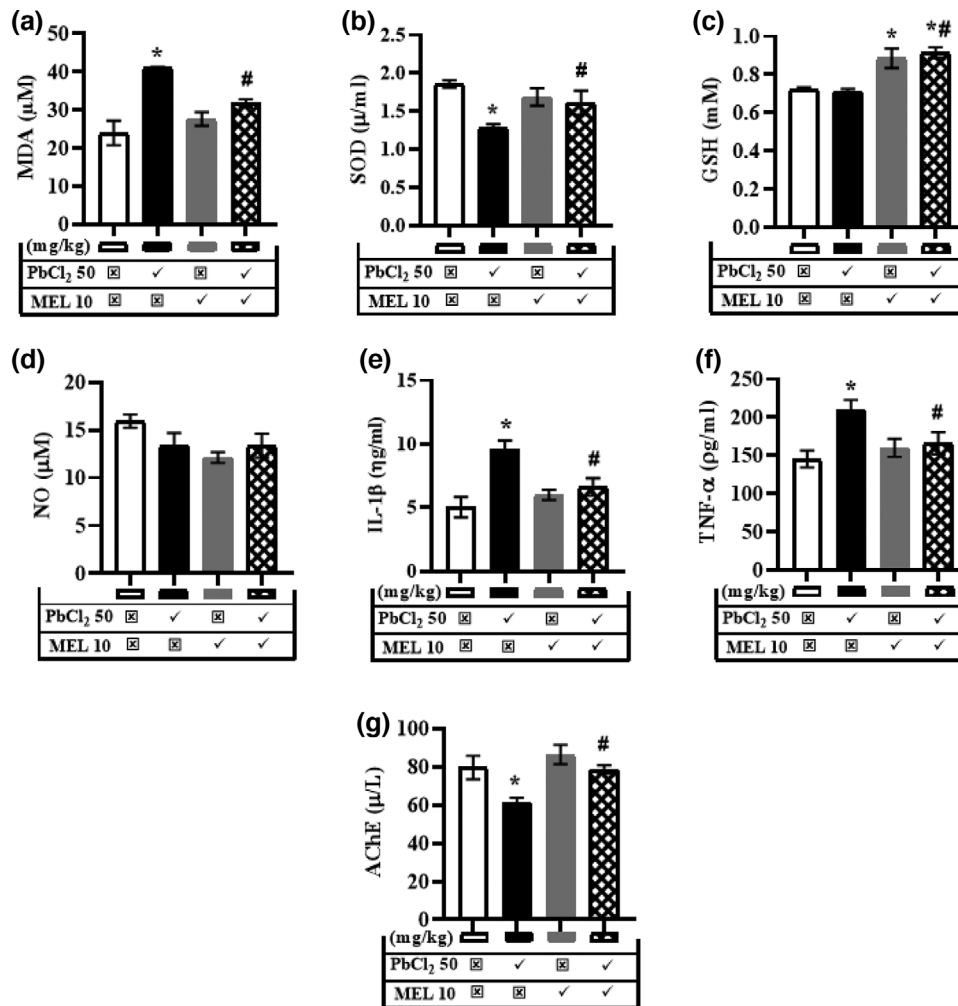 (a)
MDA (μM)
50
40
30
20
10
0
*
#
(mg/kg)
PbCl₂ 50 ☒ ✓ ☒ ✓
MEL 10 ☒ ☒ ✓ ✓
(b)
SOD (μ/ml)
2.5
2.0
1.5
1.0
0.5
0.0
*
#
PbCl₂ 50 ☒ ✓ ☒ ✓
MEL 10 ☒ ☒ ✓ ✓
(c)
GSH (mM)
1.0
0.8
0.6
0.4
0.2
0.0
*
*#
PbCl₂ 50 ☒ ✓ ☒ ✓
MEL 10 ☒ ☒ ✓ ✓
(d)
NO (μM)
20
15
10
5
0
PbCl₂ 50 ☒ ✓ ☒ ✓
MEL 10 ☒ ☒ ✓ ✓
(e)
IL-1β (ηg/ml)
15
10
5
0
*
#
(mg/kg)
PbCl₂ 50 ☒ ✓ ☒ ✓
MEL 10 ☒ ☒ ✓ ✓
(f)
TNF-α (ρg/ml)
250
200
150
100
50
0
*
#
(mg/kg)
PbCl₂ 50 ☒ ✓ ☒ ✓
MEL 10 ☒ ☒ ✓ ✓
(g)
AChE (μ/L)
100
80
60
40
20
0
*
#
(mg/kg)
PbCl₂ 50 ☒ ✓ ☒ ✓
MEL 10 ☒ ☒ ✓ ✓